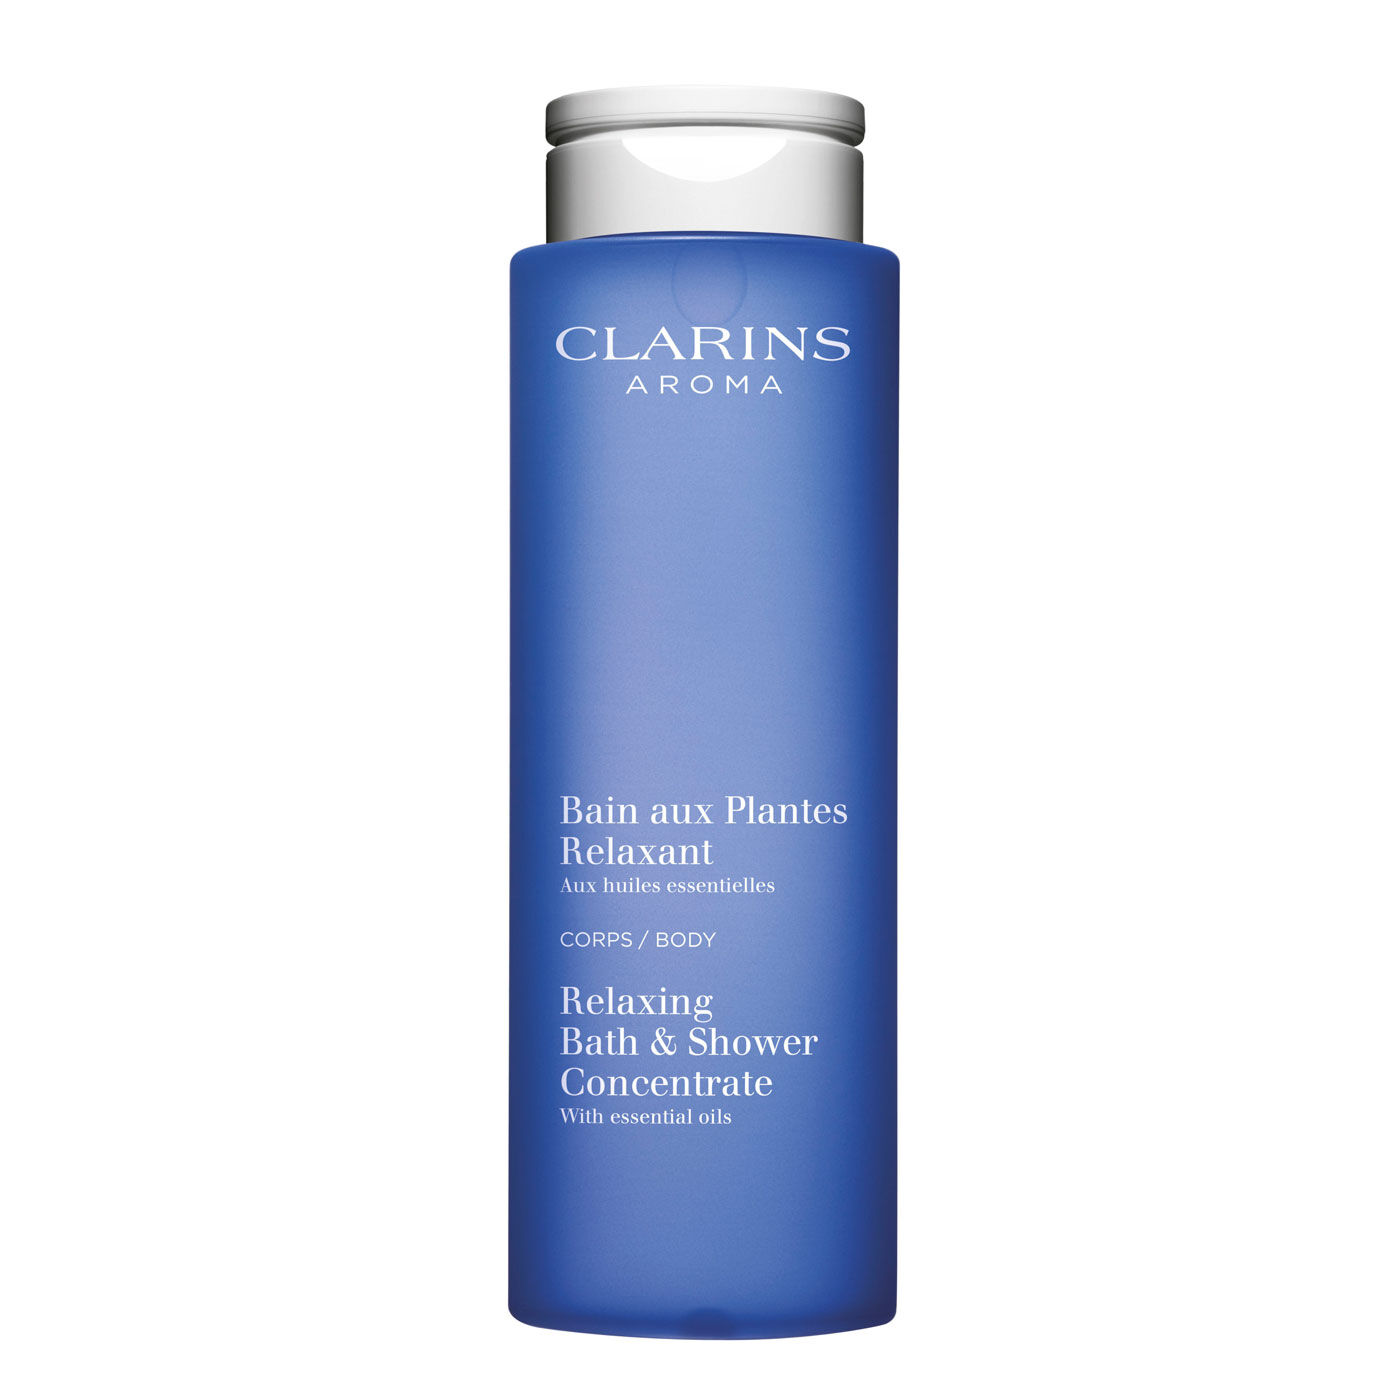 CLARINS
AROMA
Bain aux Plantes
Relaxant
Aux huiles essentielles
CORPS / BODY
Relaxing
Bath & Shower
Concentrate
With essential oils